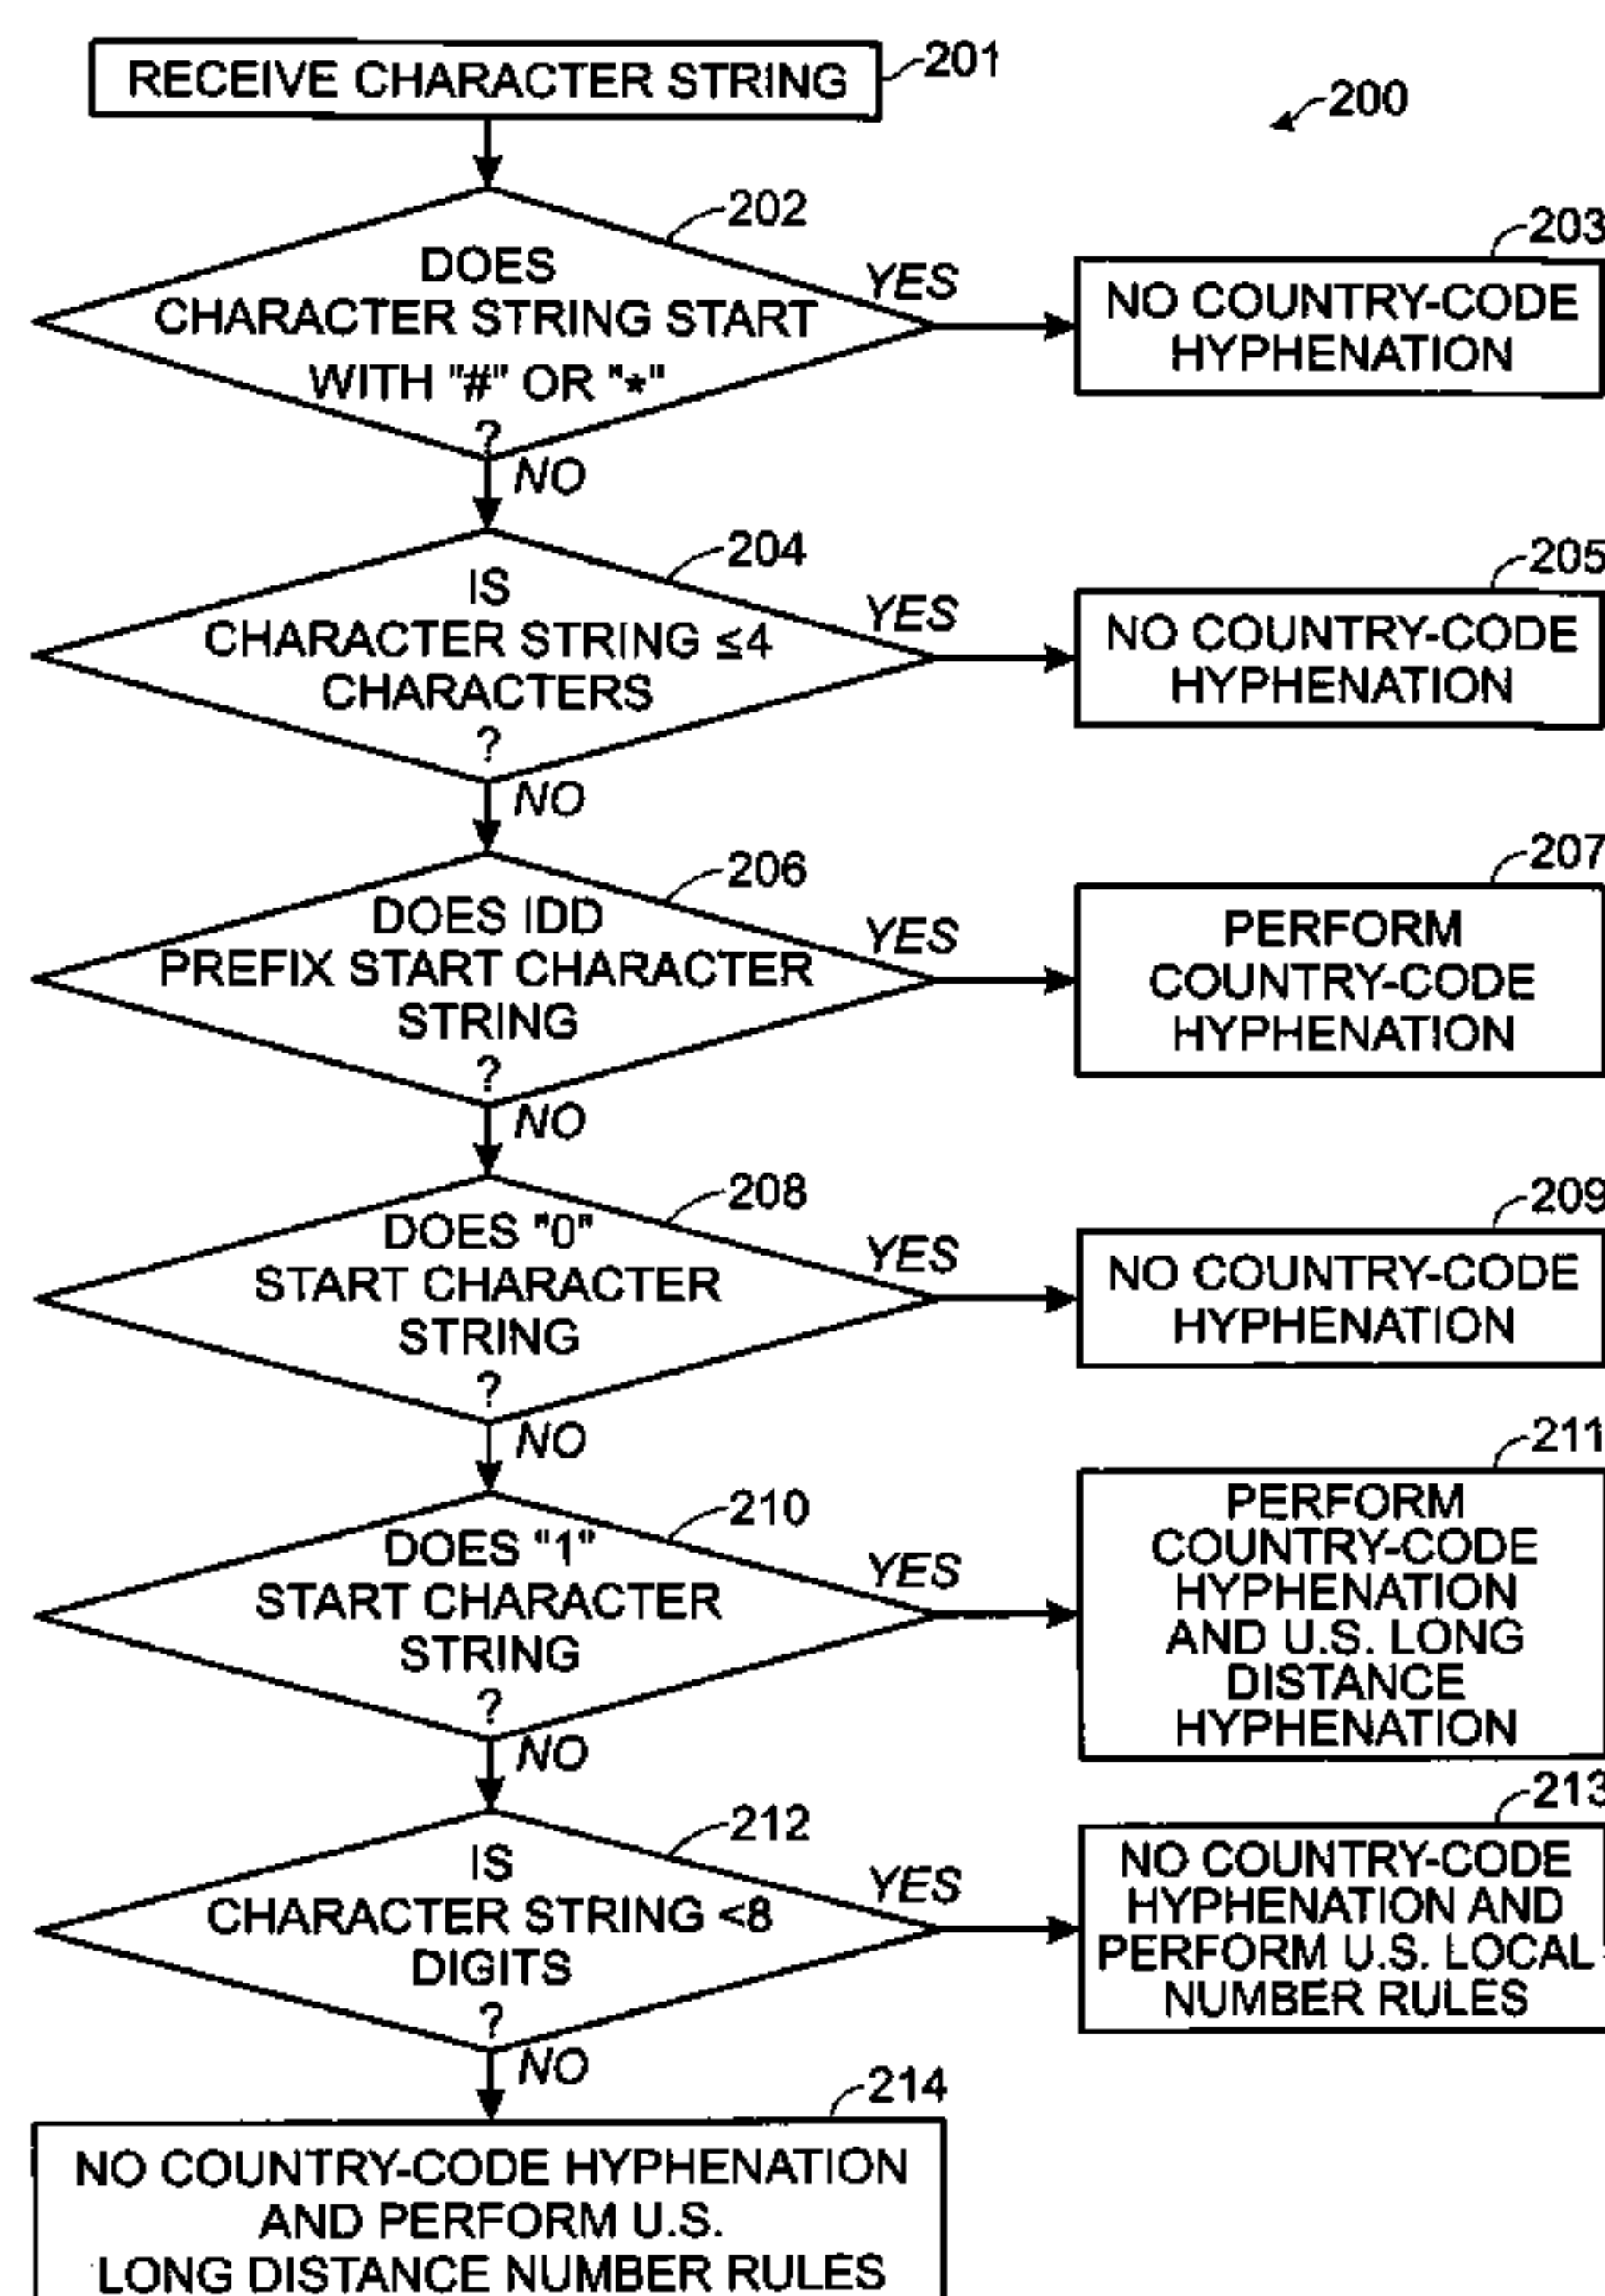 RECEIVE CHARACTER STRING
201
200
202
DOES
CHARACTER STRING START
WITH "#" OR "*"
?
YES
203
NO COUNTRY-CODE
HYPHENATION
NO
204
IS
CHARACTER STRING ≤4
CHARACTERS
?
YES
205
NO COUNTRY-CODE
HYPHENATION
NO
206
DOES IDD
PREFIX START CHARACTER
STRING
?
YES
207
PERFORM
COUNTRY-CODE
HYPHENATION
NO
208
DOES "0"
START CHARACTER
STRING
?
YES
209
NO COUNTRY-CODE
HYPHENATION
NO
210
DOES "1"
START CHARACTER
STRING
?
YES
211
PERFORM
COUNTRY-CODE
HYPHENATION
AND U.S. LONG
DISTANCE
HYPHENATION
NO
212
IS
CHARACTER STRING <8
DIGITS
?
YES
213
NO COUNTRY-CODE
HYPHENATION AND
PERFORM U.S. LOCAL
NUMBER RULES
NO
214
NO COUNTRY-CODE HYPHENATION
AND PERFORM U.S.
LONG DISTANCE NUMBER RULES